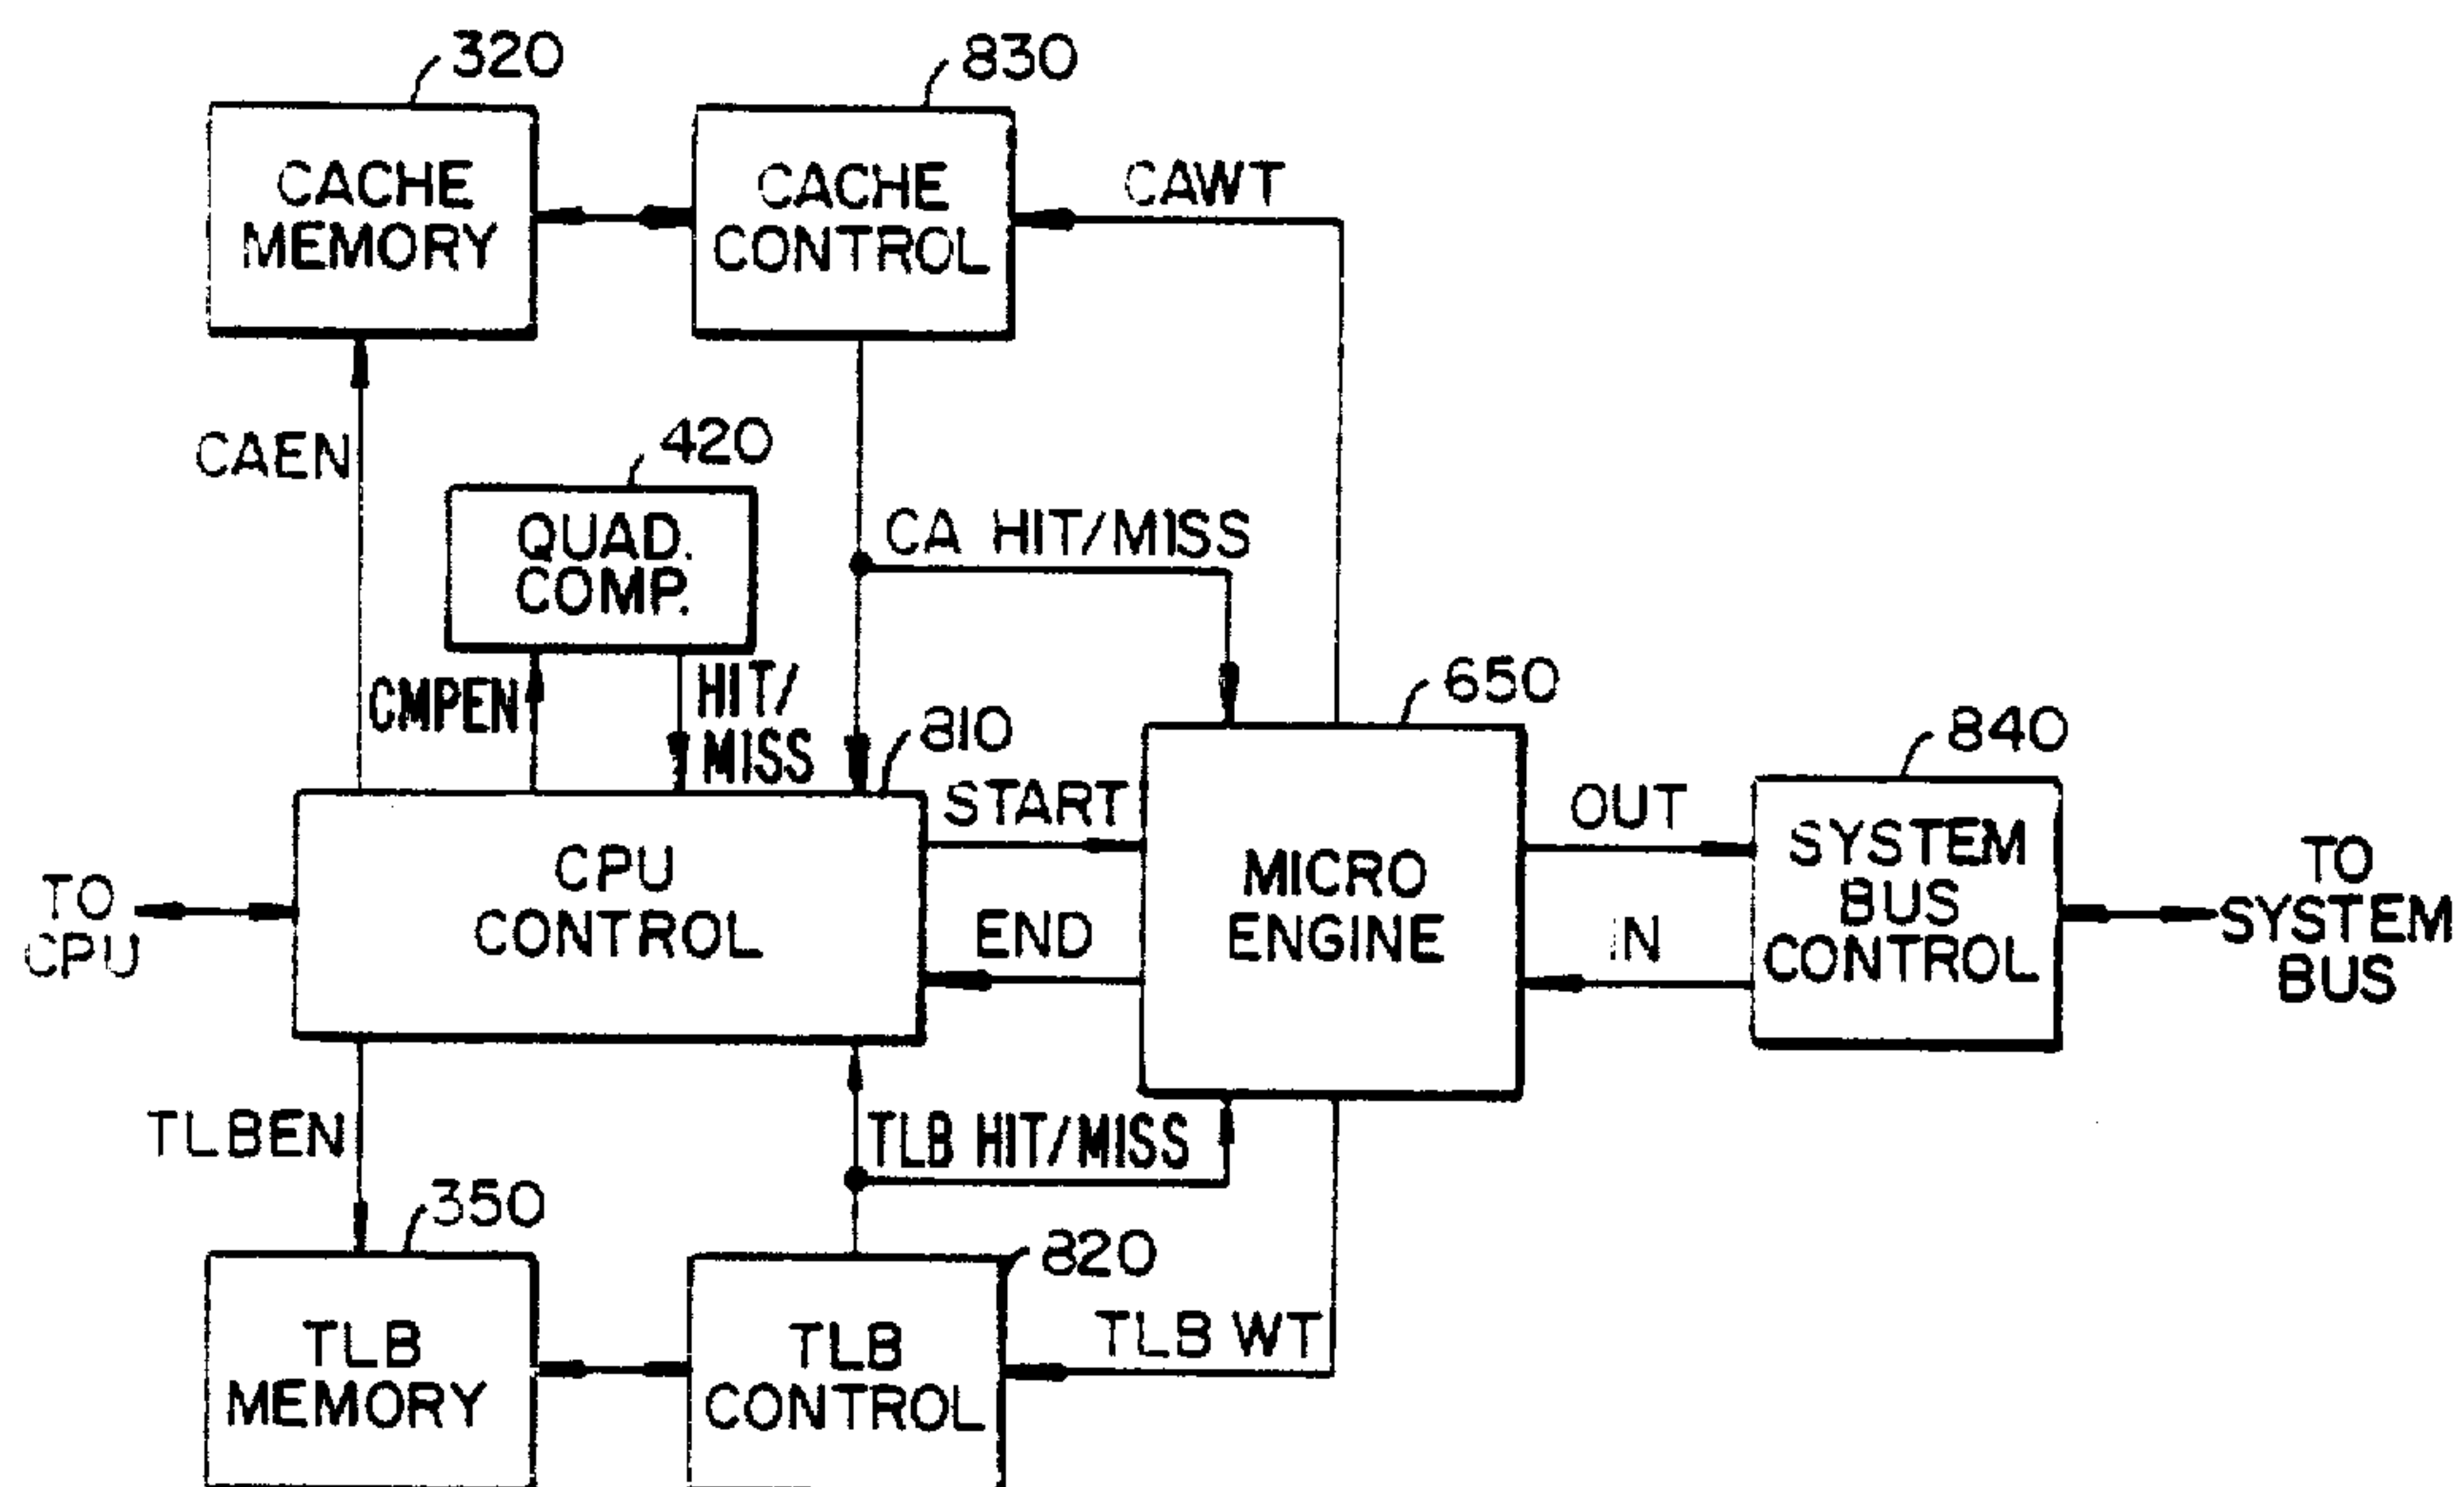 320
830
CACHE
MEMORY
CACHE
CONTROL
CAWT
CAEN
420
QUAD.
COMP.
CA HIT/MISS
CMPEN
HIT/
MISS
810
650
840
START
OUT
CPU
CONTROL
MICRO
ENGINE
SYSTEM
BUS
CONTROL
TO
CPU
END
IN
TO
SYSTEM
BUS
TLBEN
TLB HIT/MISS
350
820
TLB
MEMORY
TLB
CONTROL
TLB WT